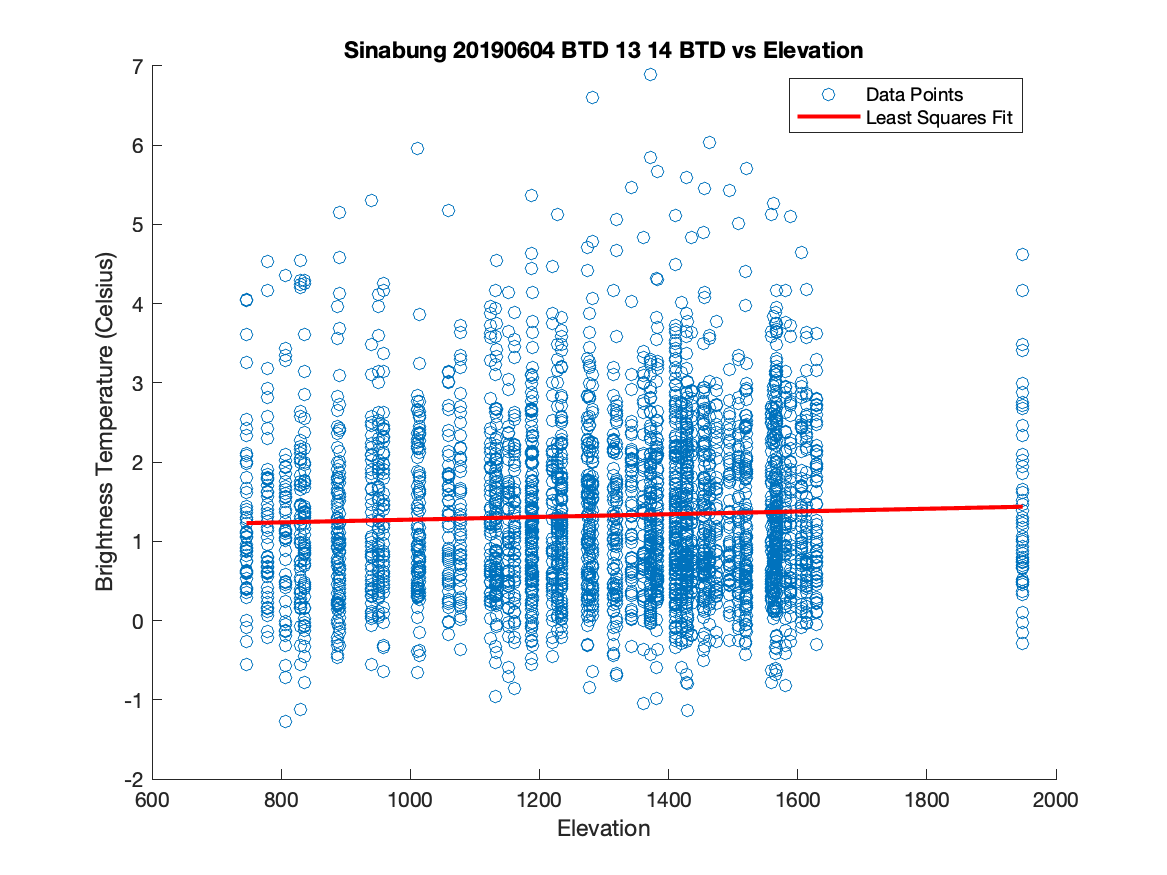 Sinabung 20190604 BTD 13 14 BTD vs Elevation
Data Points
Least Squares Fit
Brightness Temperature (Celsius)
7
6
5
4
3
2
1
0
-1
-2
600 800 1000 1200 1400 1600 1800 2000
Elevation